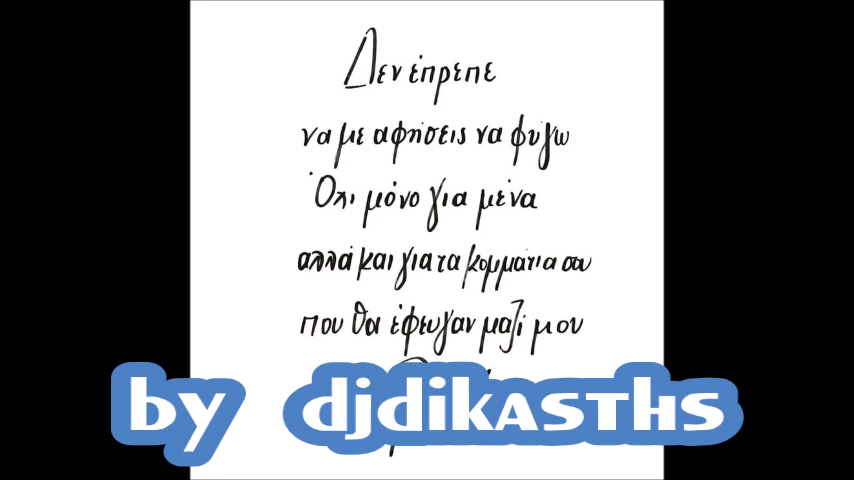 Δεν έπρεπε
να με αφήσεις να φύγω
Όχι μόνο για μένα
αλλά και για τα κομμάτια σου
που θα έφευγαν μαζί μου
by djdikasths